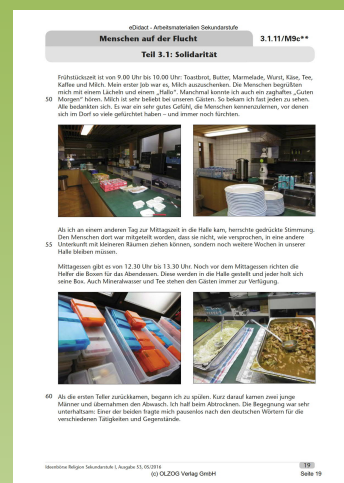 eDidact - Arbeitsmaterialien Sekundarstufe
Menschen auf der Flucht
3.1.11/M9c**
Teil 3.1: Solidarität
Frühstückszeit ist von 9.00 Uhr bis 10.00 Uhr: Toastbrot, Butter, Marmelade, Wurst, Käse, Tee,
Kaffee und Milch. Mein erster Job war es, Milch auszuschenken. Die Menschen begrüßten
mich mit einem Lächeln und einem „Hallo“. Manchmal konnte ich auch ein zaghaftes „Guten
50 Morgen“ hören. Milch ist sehr beliebt bei unseren Gästen. So bekam ich fast jeden zu sehen.
Alle bedankten sich. Es war ein sehr gutes Gefühl, die Menschen kennenzulernen, vor denen
sich im Dorf so viele gefürchtet haben – und immer noch fürchten.
Als ich an einem anderen Tag zur Mittagszeit in die Halle kam, herrschte gedrückte Stimmung.
Den Menschen dort war mitgeteilt worden, dass sie nicht, wie versprochen, in eine andere
55 Unterkunft mit kleineren Räumen ziehen können, sondern noch weitere Wochen in unserer
Halle bleiben müssen.
Mittagessen gibt es von 12.30 Uhr bis 13.30 Uhr. Noch vor dem Mittagessen richten die
Helfer die Boxen für das Abendessen. Diese werden in die Halle gestellt und jeder holt sich
seine Box. Auch Mineralwasser und Tee stehen den Gästen immer zur Verfügung.
60 Als die ersten Teller zurückkamen, begann ich zu spülen. Kurz darauf kamen zwei junge
Männer und übernahmen den Abwasch. Ich half beim Abtrocknen. Die Begegnung war sehr
unterhaltsam: Einer der beiden fragte mich pausenlos nach den deutschen Wörtern für die
verschiedenen Tätigkeiten und Gegenstände.
19
Ideenbörse Religion Sekundarstufe I, Ausgabe 53, 05/2016
(c) OLZOG Verlag GmbH
Seite 19